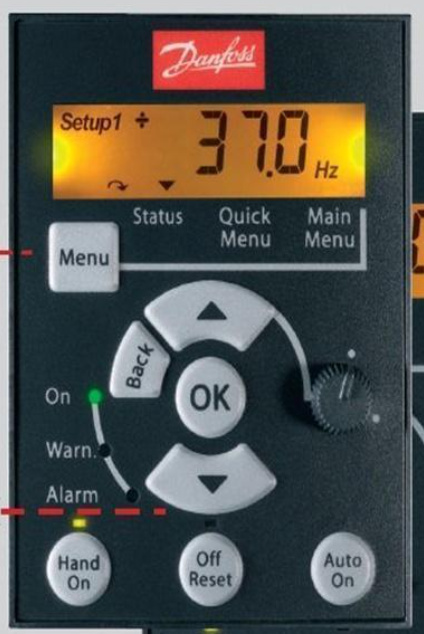 Danfoss
Setup1 ÷ 37.0 Hz
Status Quick Menu Main Menu
Menu
Back
OK
On
Warn.
Alarm
Hand On
Off Reset
Auto On